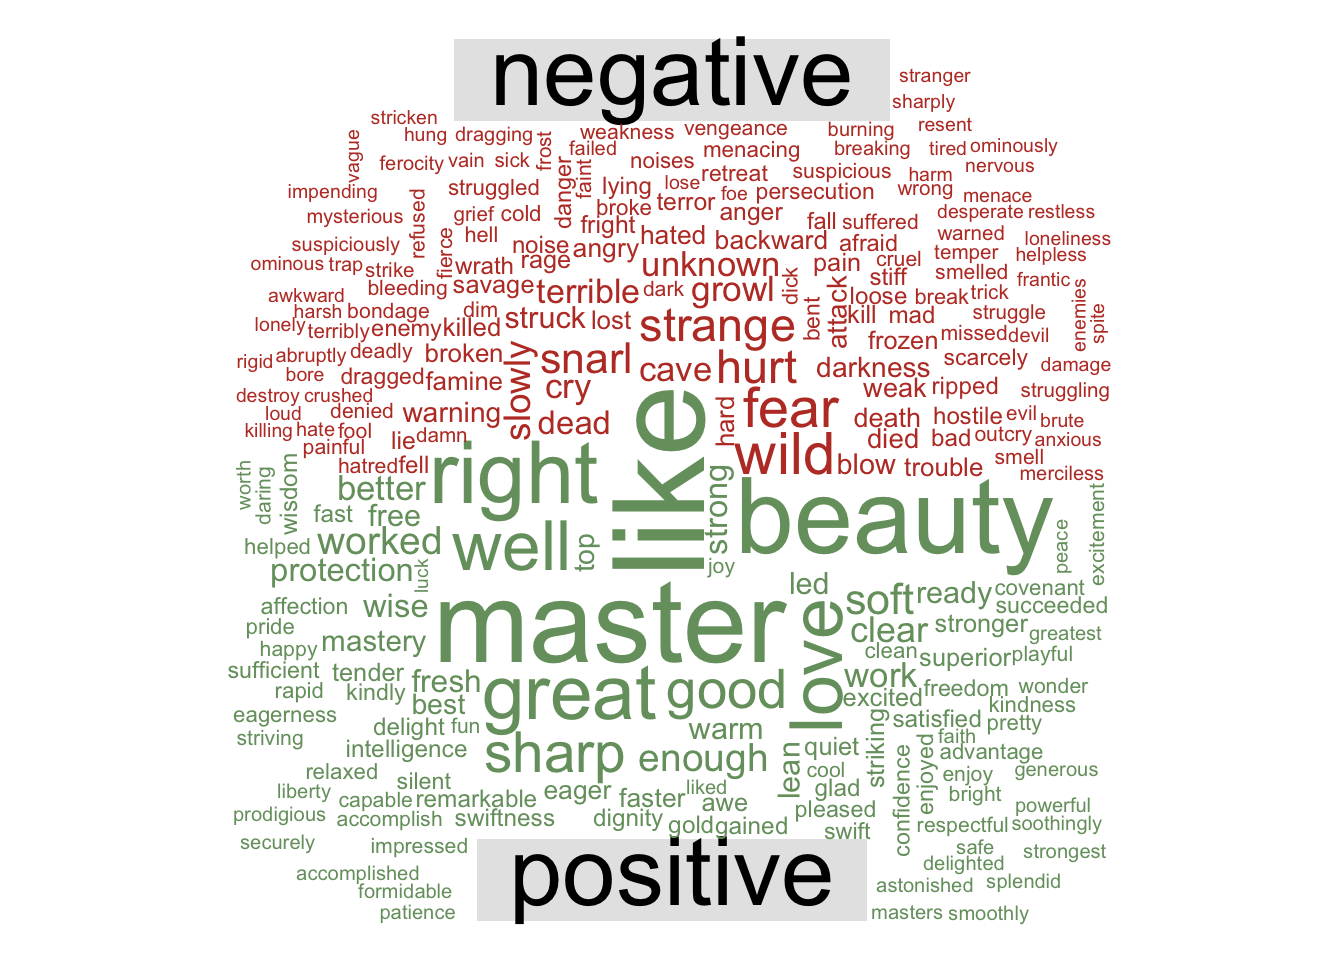 negative
stranger
sharply
stricken
hung dragging weakness vengeance burning resent
vague ferocity vain sick frost failed noises menacing breaking tired ominously
impending struggled danger faint lying lose retreat suspicious harm nervous
mysterious refused grief cold broke terror foe persecution wrong menace
hell fright anger fall suffered desperate restless
suspiciously fierce noise angry hated backward afraid warned loneliness
ominous trap strike wrath rage unknown pain cruel temper helpless
bleeding savage terrible dark growl dick stiff smelled frantic
awkward loose break trick enemies spite
harsh bondage dim struck lost strange bent attack kill mad struggle
lonely terribly enemy killed frozen missed devil
rigid abruptly deadly broken slowly snarl cave hurt darkness scarcely damage
bore dragged famine cry weak ripped struggling
destroy crushed
loud denied warning dead like hard fear death hostile evil brute
killing hate fool lie damn died bad outcry anxious
painful hatred fell wild blow trouble smell merciless
worth daring wisdom better right strong beauty
fast free peace excitement
helped worked well top
protection luck joy
affection wise master led soft ready covenant succeeded
pride mastery love clear stronger greatest
happy clean superior playful
sufficient tender fresh great good work
rapid kindly best excited freedom wonder
eagerness delight fun warm striking satisfied kindness pretty
striving intelligence sharp enough lean quiet enjoyed faith advantage
relaxed silent cool confidence enjoy generous
liberty capable remarkable eager faster liked awe glad bright
prodigious accomplish swiftness dignity gold gained pleased powerful
securely impressed swift respectful soothingly
positive safe strongest
accomplished delighted
formidable astonished splendid
patience masters smoothly